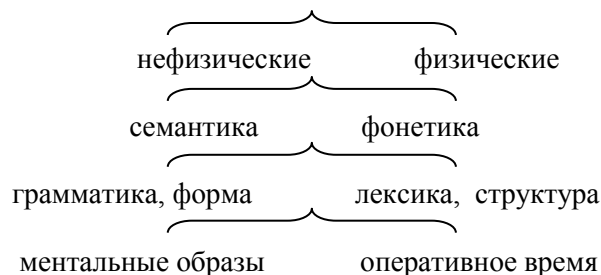 нефизические физические
семантика фонетика
грамматика, форма лексика, структура
ментальные образы оперативное время